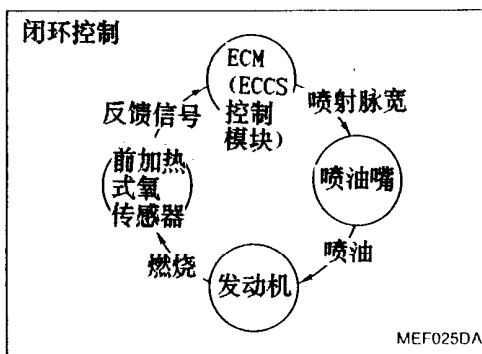 闭环控制
ECM
(ECCS
控制
模块)
喷射脉宽
喷油嘴
喷油
发动机
燃烧
前加热
式氧
传感器
反馈信号
MEF025DA